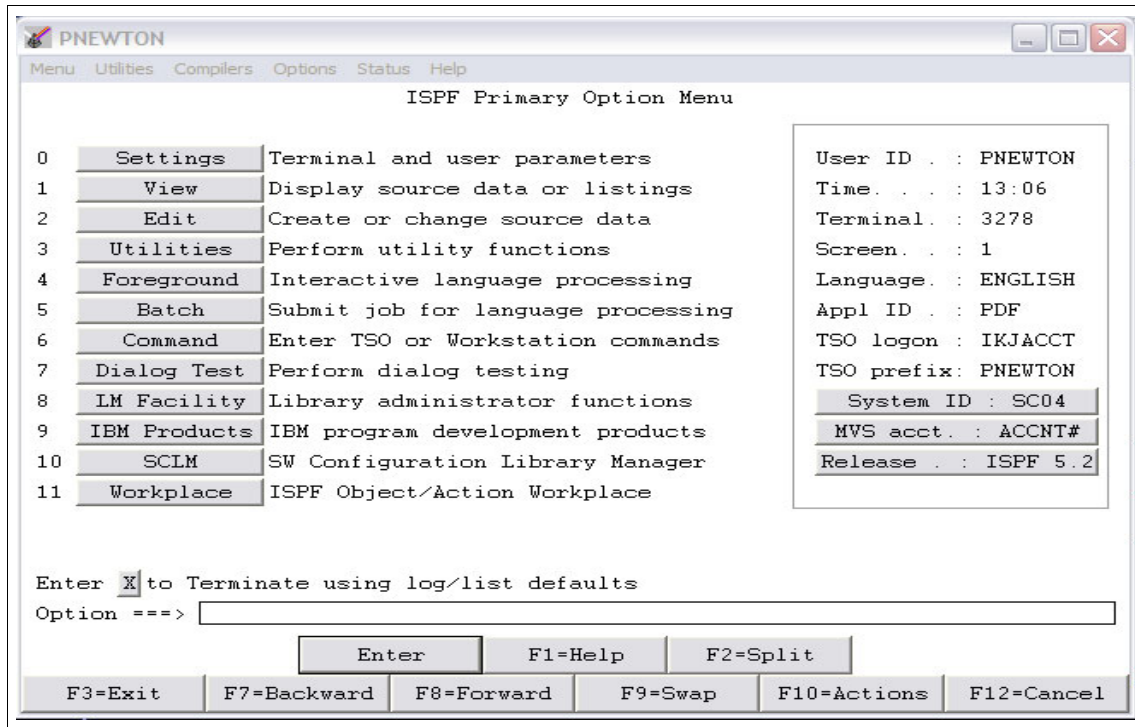 PNEWTON
Menu Utilities Compilers Options Status Help
ISPF Primary Option Menu
0 Settings Terminal and user parameters User ID . : PNEWTON
1 View Display source data or listings Time. . . : 13:06
2 Edit Create or change source data Terminal. : 3278
3 Utilities Perform utility functions Screen. . : 1
4 Foreground Interactive language processing Language. : ENGLISH
5 Batch Submit job for language processing Appl ID . : PDF
6 Command Enter TSO or Workstation commands TSO logon : IKJACCT
7 Dialog Test Perform dialog testing TSO prefix: PNEWTON
8 LM Facility Library administrator functions System ID : SC04
9 IBM Products IBM program development products MVS acct. : ACCNT#
10 SCLM SW Configuration Library Manager Release . : ISPF 5.2
11 Workplace ISPF Object/Action Workplace
Enter X to Terminate using log/list defaults
Option ===>
Enter F1=Help F2=Split
F3=Exit F7=Backward F8=Forward F9=Swap F10=Actions F12=Cancel